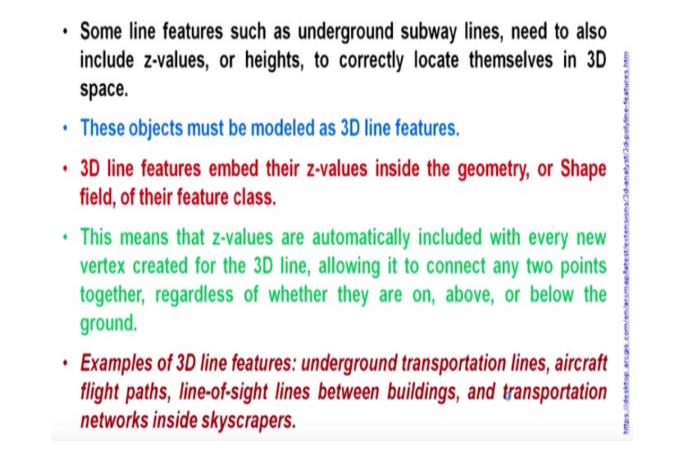 • Some line features such as underground subway lines, need to also
include z-values, or heights, to correctly locate themselves in 3D
space.
• These objects must be modeled as 3D line features.
• 3D line features embed their z-values inside the geometry, or Shape
field, of their feature class.
• This means that z-values are automatically included with every new
vertex created for the 3D line, allowing it to connect any two points
together, regardless of whether they are on, above, or below the
ground.
• Examples of 3D line features: underground transportation lines, aircraft
flight paths, line-of-sight lines between buildings, and transportation
networks inside skyscrapers.
https://desktop.arcgis.com/en/arcmap/latest/extensions/3d-analyst/3d-polyline-features.htm